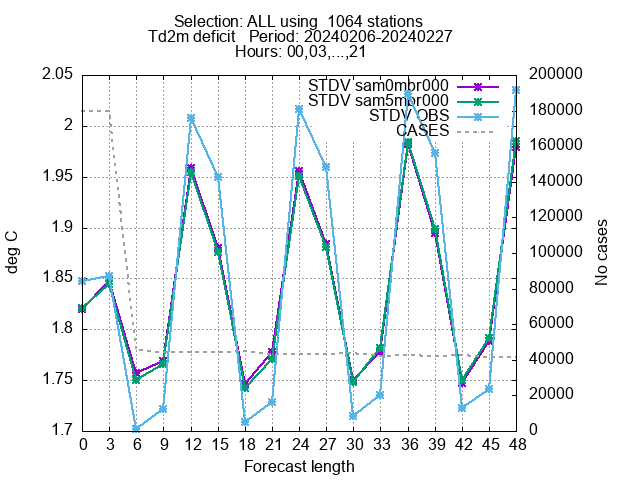 Selection: ALL using  1064 stations
Td2m deficit   Period: 20240206-20240227
Hours: 00,03,...,21
STDV sam0mbr000
STDV sam5mbr000
STDV OBS
CASES
deg C
2.05
2
1.95
1.9
1.85
1.8
1.75
1.7
No cases
200000
180000
160000
140000
120000
100000
80000
60000
40000
20000
0
0 3 6 9 12 15 18 21 24 27 30 33 36 39 42 45 48
Forecast length